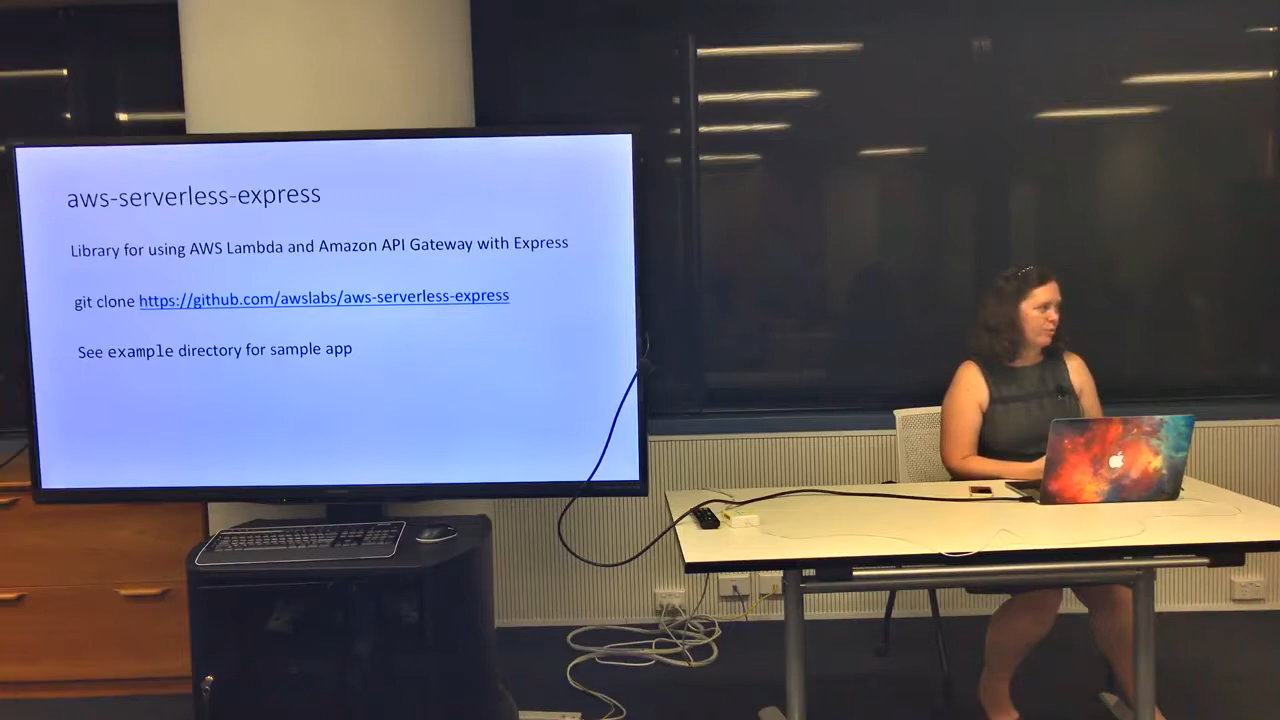 aws-serverless-express
Library for using AWS Lambda and Amazon API Gateway with Express
git clone https://github.com/awslabs/aws-serverless-express
See example directory for sample app